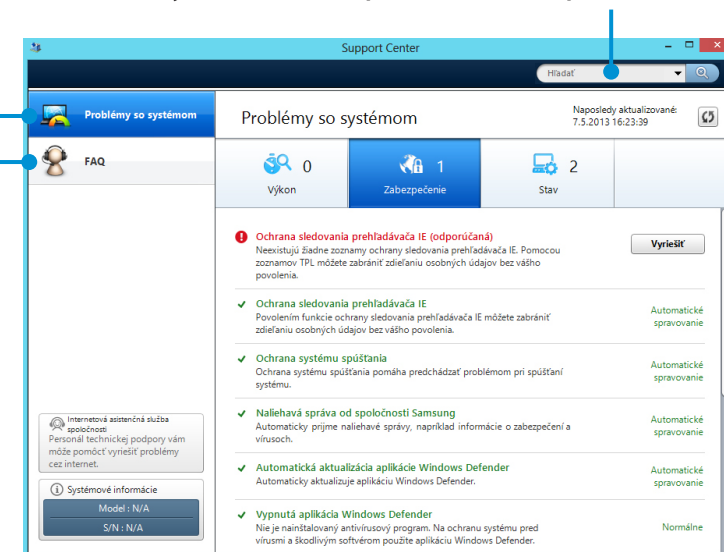 Support Center
Hľadať
Problémy so systémom
FAQ
Problémy so systémom
Naposledy aktualizované:
7.5.2013 16:23:39
0
Výkon
1
Zabezpečenie
2
Stav
Ochrana sledovania prehľadávača IE (odporúčaná)
Neexistujú žiadne zoznamy ochrany sledovania prehľadávača IE. Pomocou
zoznamov TPL môžete zabrániť zdieľaniu osobných údajov bez vášho
povolenia.
Vyriešiť
Ochrana sledovania prehľadávača IE
Povolením funkcie ochrany sledovania prehľadávača IE môžete zabrániť
zdieľaniu osobných údajov bez vášho povolenia.
Automatické
spravovanie
Ochrana systému spúšťania
Ochrana systému spúšťania pomáha predchádzať problémom pri spúšťaní
systému.
Automatické
spravovanie
Naliehavá správa od spoločnosti Samsung
Automaticky prijme naliehavé správy, napríklad informácie o zabezpečení a
vírusoch.
Automatické
spravovanie
Automatická aktualizácia aplikácie Windows Defender
Automaticky aktualizuje aplikáciu Windows Defender.
Automatické
spravovanie
Vypnutá aplikácia Windows Defender
Nie je nainštalovaný antivírusový program. Na ochranu systému pred
vírusmi a škodlivým softvérom použite aplikáciu Windows Defender.
Normálne
Internetová asistenčná služba
spoločnosti
Personál technickej podpory vám
môže pomôcť vyriešiť problémy
cez internet.
Systémové informácie
Model : N/A
S/N : N/A